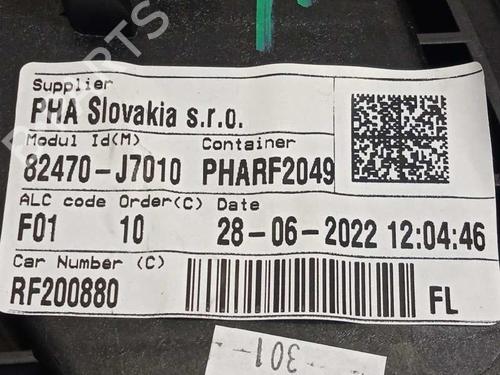 Supplier
PHA Slovakia s.r.o.
Modul Id(M) Container
82470-J7010 PHARF2049
ALC code Order(C) Date
F01 10 28-06-2022 12:04:46
Car Number (C)
RF200880 FL
-301-